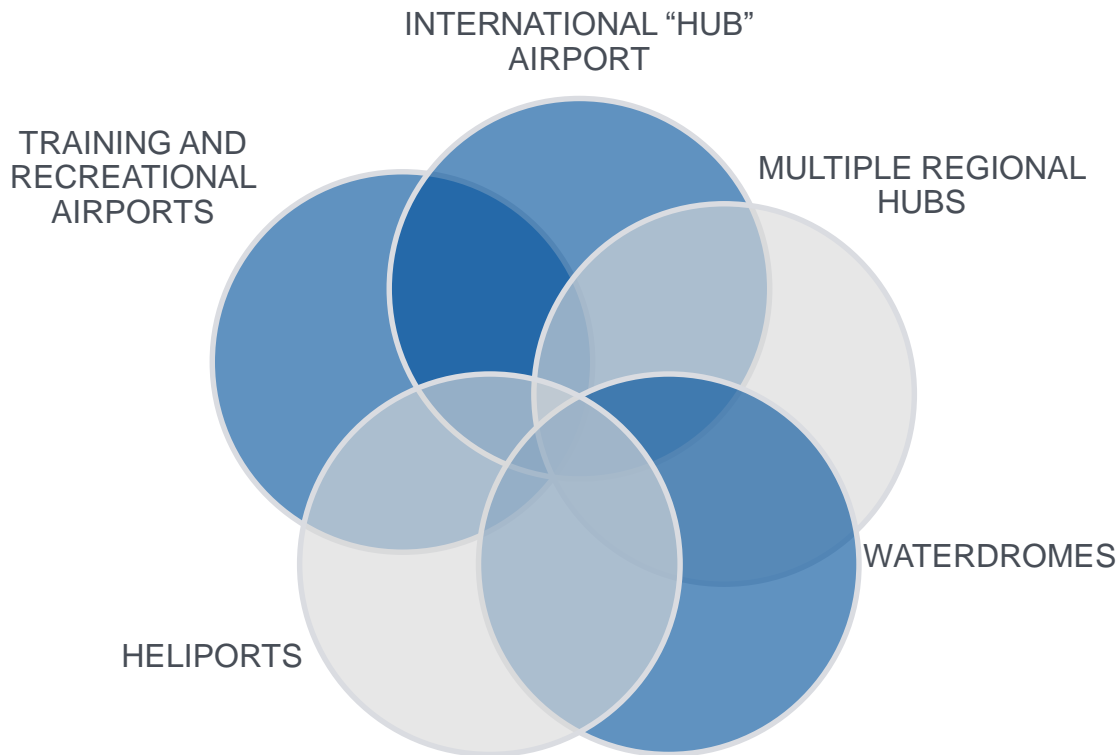 INTERNATIONAL “HUB”
AIRPORT
TRAINING AND
RECREATIONAL
AIRPORTS
MULTIPLE REGIONAL
HUBS
WATERDROMES
HELIPORTS